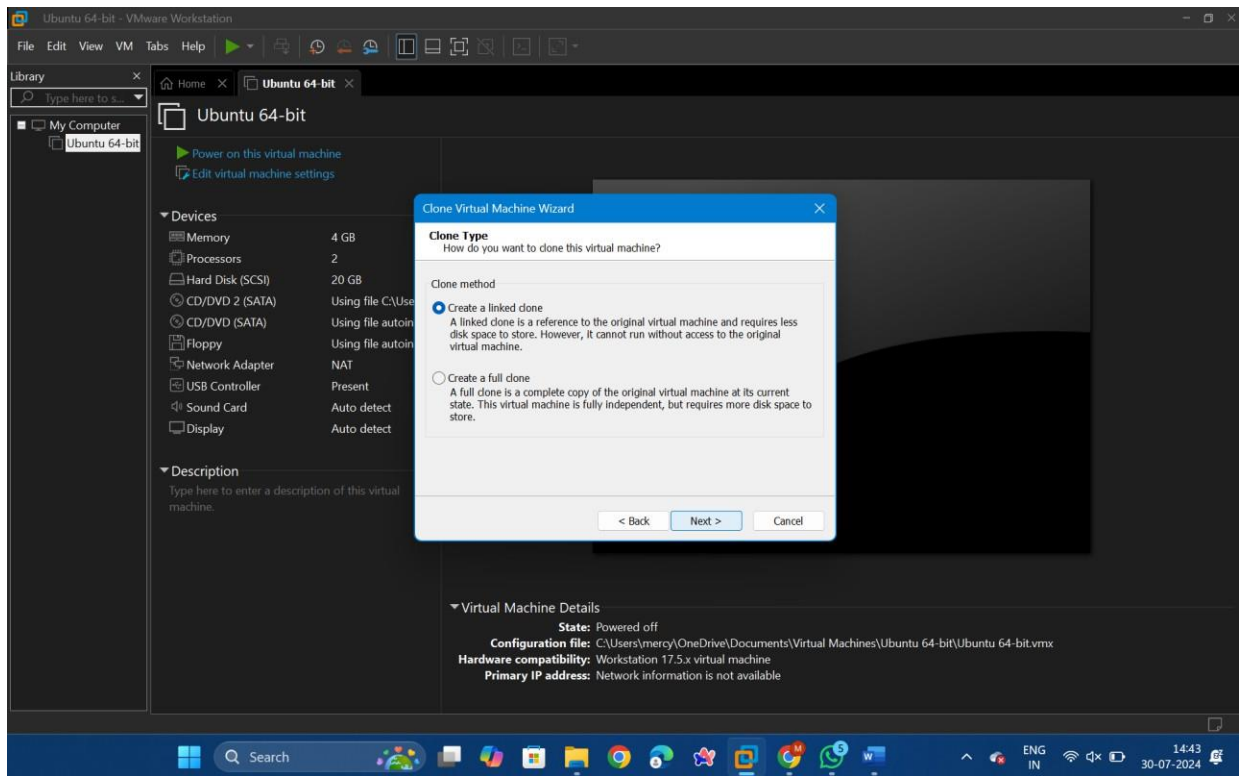 Ubuntu 64-bit - VMware Workstation
File Edit View VM Tabs Help
Library
Type here to s...
My Computer
Ubuntu 64-bit
Home
Ubuntu 64-bit
Ubuntu 64-bit
Power on this virtual machine
Edit virtual machine settings
Devices
Memory 4 GB
Processors 2
Hard Disk (SCSI) 20 GB
CD/DVD 2 (SATA) Using file C:\Use
CD/DVD (SATA) Using file autoin
Floppy Using file autoin
Network Adapter NAT
USB Controller Present
Sound Card Auto detect
Display Auto detect
Description
Type here to enter a description of this virtual
machine.
Clone Virtual Machine Wizard
Clone Type
How do you want to clone this virtual machine?
Clone method
Create a linked clone
A linked clone is a reference to the original virtual machine and requires less
disk space to store. However, it cannot run without access to the original
virtual machine.
Create a full clone
A full clone is a complete copy of the original virtual machine at its current
state. This virtual machine is fully independent, but requires more disk space to
store.
< Back Next > Cancel
Virtual Machine Details
State: Powered off
Configuration file: C:\Users\mercy\OneDrive\Documents\Virtual Machines\Ubuntu 64-bit\Ubuntu 64-bit.vmx
Hardware compatibility: Workstation 17.5.x virtual machine
Primary IP address: Network information is not available
Search
M
5
W
ENG
IN
14:43
30-07-2024